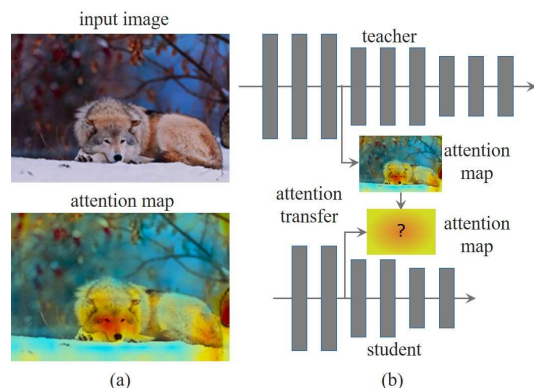 input image
attention map
(a)
teacher
attention
map
attention
transfer
?
attention
map
student
(b)